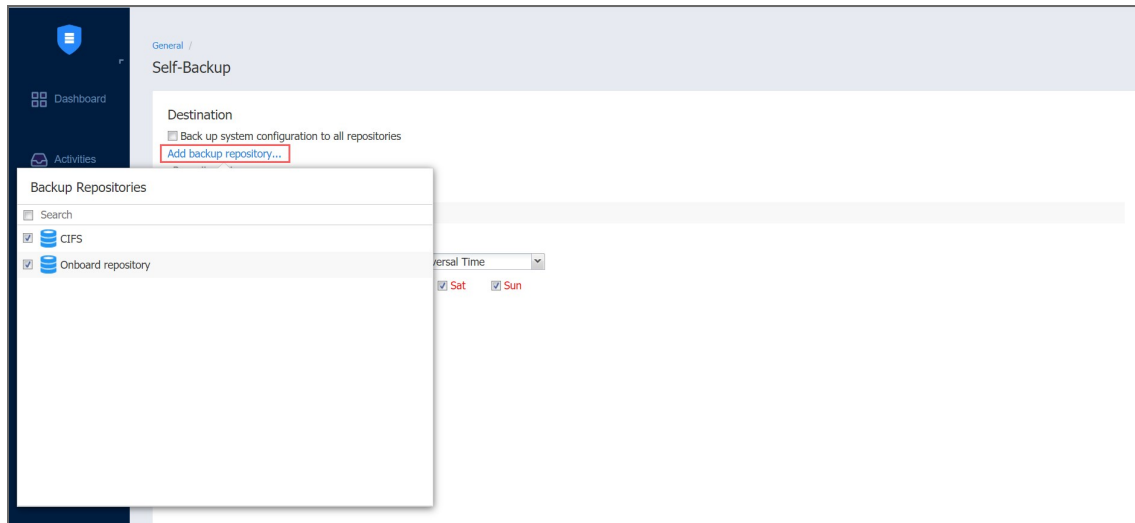 General /
Self-Backup
Dashboard
Destination
Back up system configuration to all repositories
Add backup repository...
Activities
Backup Repositories
Search
CIFS
Onboard repository
Time
Sat Sun